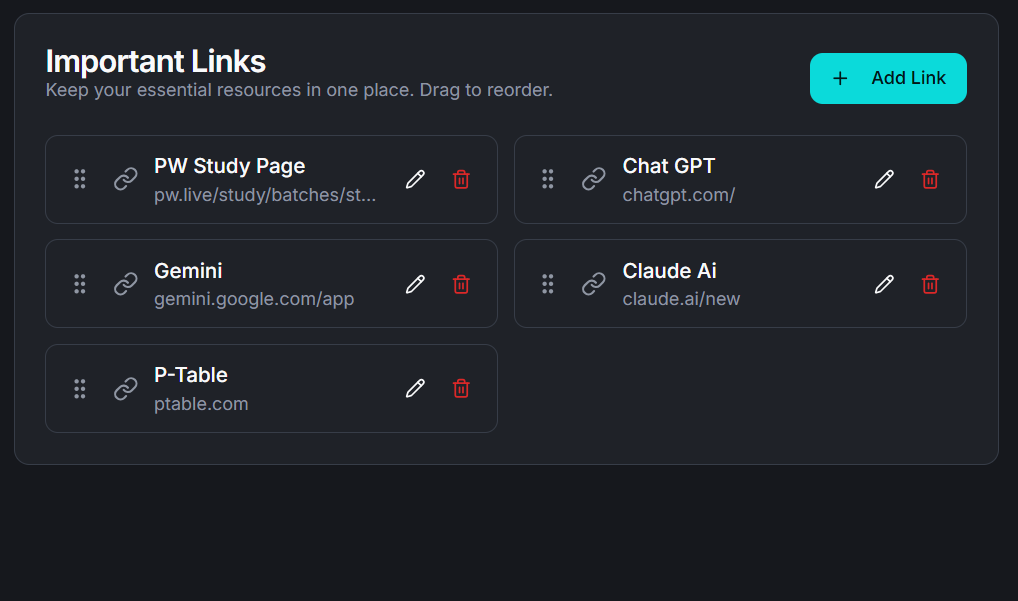 Important Links
Keep your essential resources in one place. Drag to reorder.
+ Add Link
PW Study Page
pw.live/study/batches/st...
Chat GPT
chatgpt.com/
Gemini
gemini.google.com/app
Claude Ai
claude.ai/new
P-Table
ptable.com